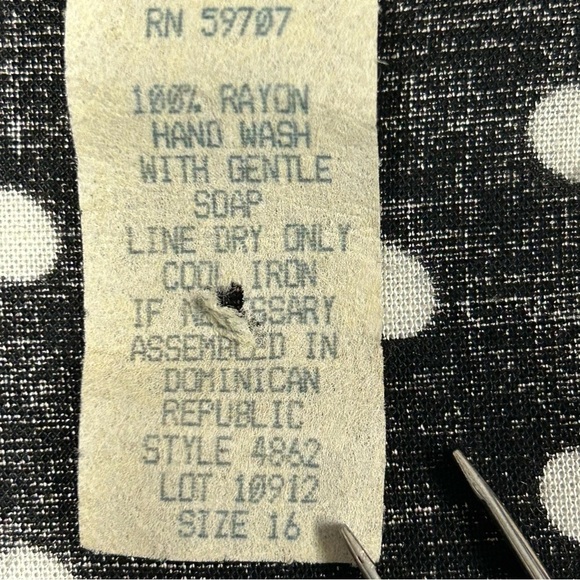 RN 59707
100% RAYON
HAND WASH
WITH GENTLE
SOAP
LINE DRY ONLY
COOL IRON
IF NECESSARY
ASSEMBLED IN
DOMINICAN
REPUBLIC
STYLE 4862
LOT 10912
SIZE 16